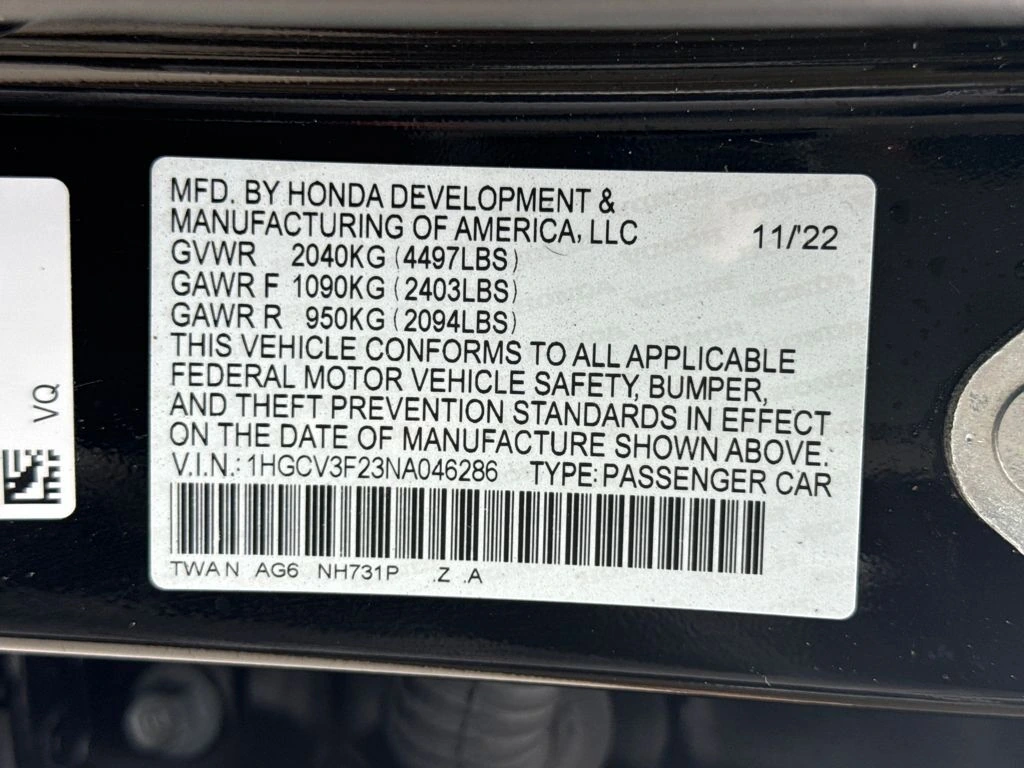 MFD. BY HONDA DEVELOPMENT &
MANUFACTURING OF AMERICA, LLC 11/'22
GVWR 2040KG (4497LBS)
GAWR F 1090KG (2403LBS)
GAWR R 950KG (2094LBS)
THIS VEHICLE CONFORMS TO ALL APPLICABLE
FEDERAL MOTOR VEHICLE SAFETY, BUMPER,
AND THEFT PREVENTION STANDARDS IN EFFECT
ON THE DATE OF MANUFACTURE SHOWN ABOVE.
V.I.N.: 1HGCV3F23NA046286 TYPE: PASSENGER CAR
TWAN AG6 NH731P .Z .A
VQ